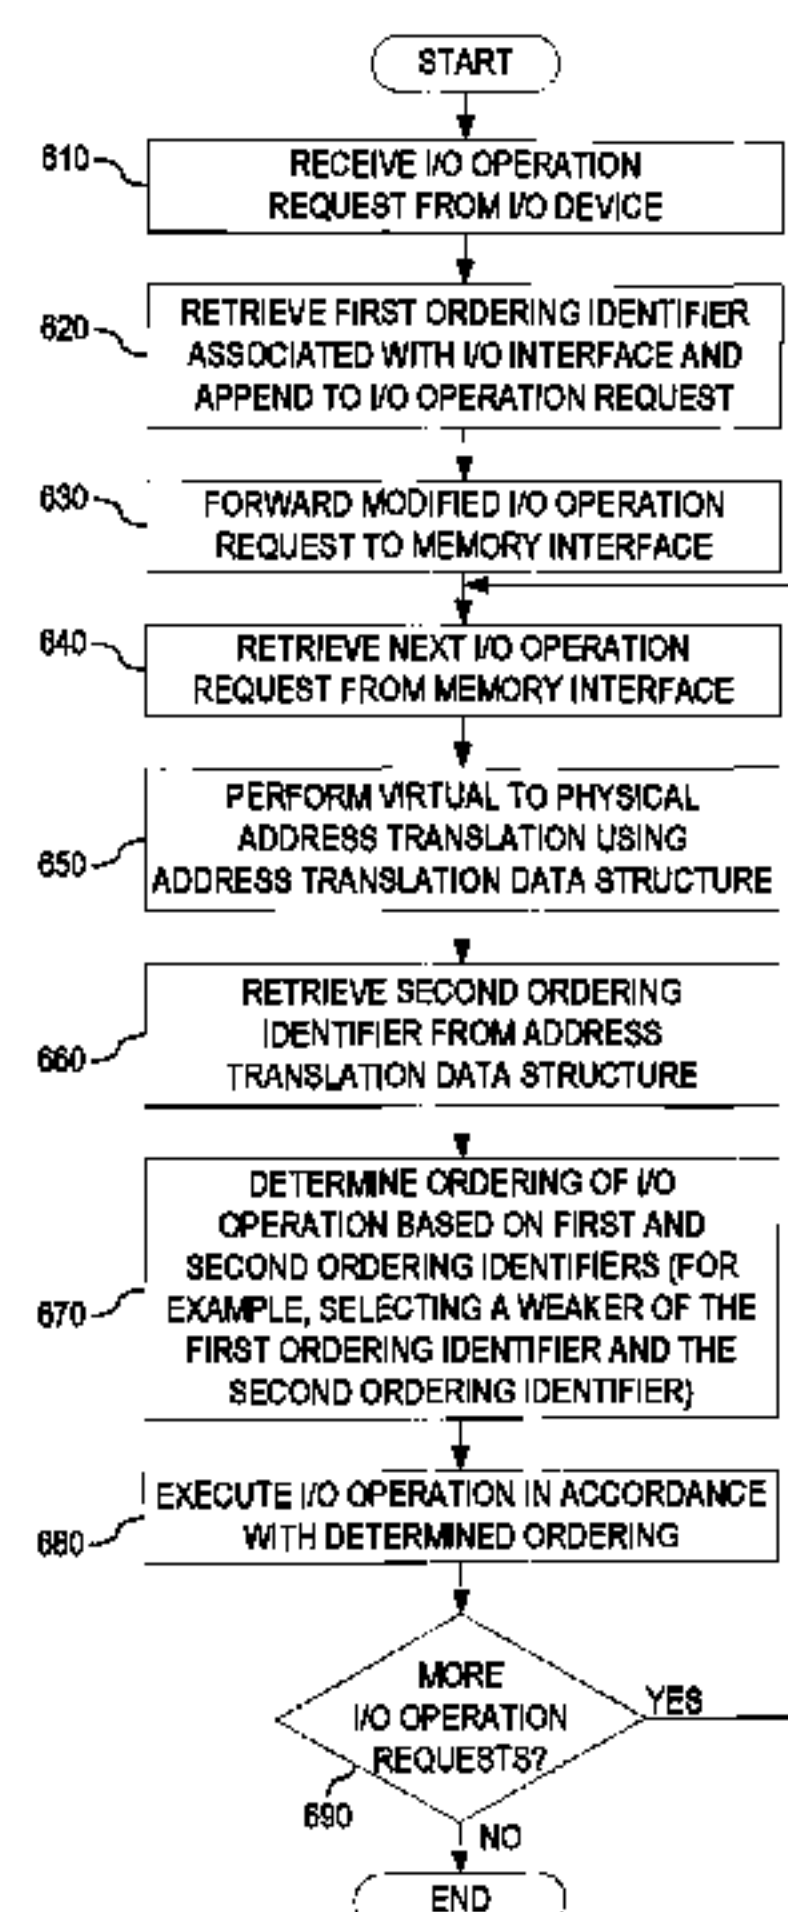 START
610
RECEIVE I/O OPERATION
REQUEST FROM I/O DEVICE
620
RETRIEVE FIRST ORDERING IDENTIFIER
ASSOCIATED WITH I/O INTERFACE AND
APPEND TO I/O OPERATION REQUEST
630
FORWARD MODIFIED I/O OPERATION
REQUEST TO MEMORY INTERFACE
640
RETRIEVE NEXT I/O OPERATION
REQUEST FROM MEMORY INTERFACE
650
PERFORM VIRTUAL TO PHYSICAL
ADDRESS TRANSLATION USING
ADDRESS TRANSLATION DATA STRUCTURE
660
RETRIEVE SECOND ORDERING
IDENTIFIER FROM ADDRESS
TRANSLATION DATA STRUCTURE
670
DETERMINE ORDERING OF I/O
OPERATION BASED ON FIRST AND
SECOND ORDERING IDENTIFIERS (FOR
EXAMPLE, SELECTING A WEAKER OF THE
FIRST ORDERING IDENTIFIER AND THE
SECOND ORDERING IDENTIFIER)
680
EXECUTE I/O OPERATION IN ACCORDANCE
WITH DETERMINED ORDERING
MORE
I/O OPERATION
REQUESTS?
YES
690
NO
END